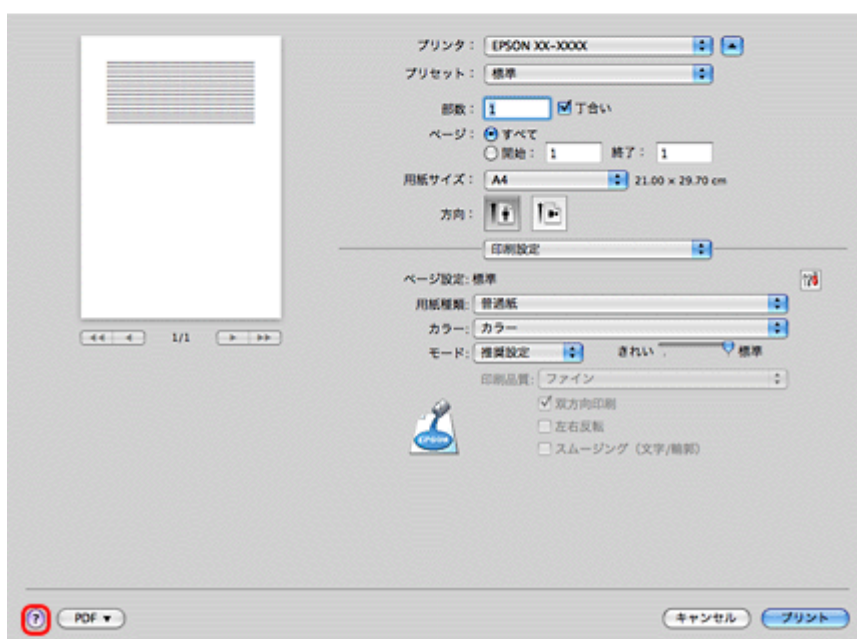 プリンタ： EPSON XX-XXXX
プリセット： 標準
部数： 1 丁合い
ページ： すべて
開始： 1 終了： 1
用紙サイズ： A4 21.00 x 29.70 cm
方向：
印刷設定
ページ設定: 標準
用紙種類: 普通紙
カラー: カラー
モード: 推奨設定 きれい 標準
印刷品質: ファイン
双方向印刷
左右反転
スムージング（文字/輪郭）
1/1
EPSON
? PDF ▼ キャンセル プリント